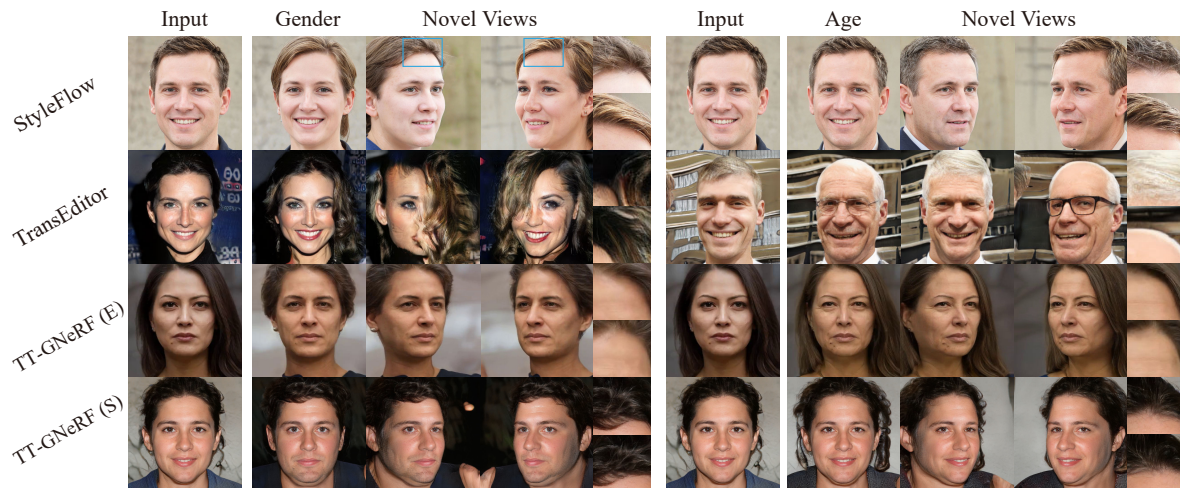 Input Gender Novel Views Input Age Novel Views
StyleFlow
TransEditor
TT-GNeRF (E)
TT-GNeRF (S)